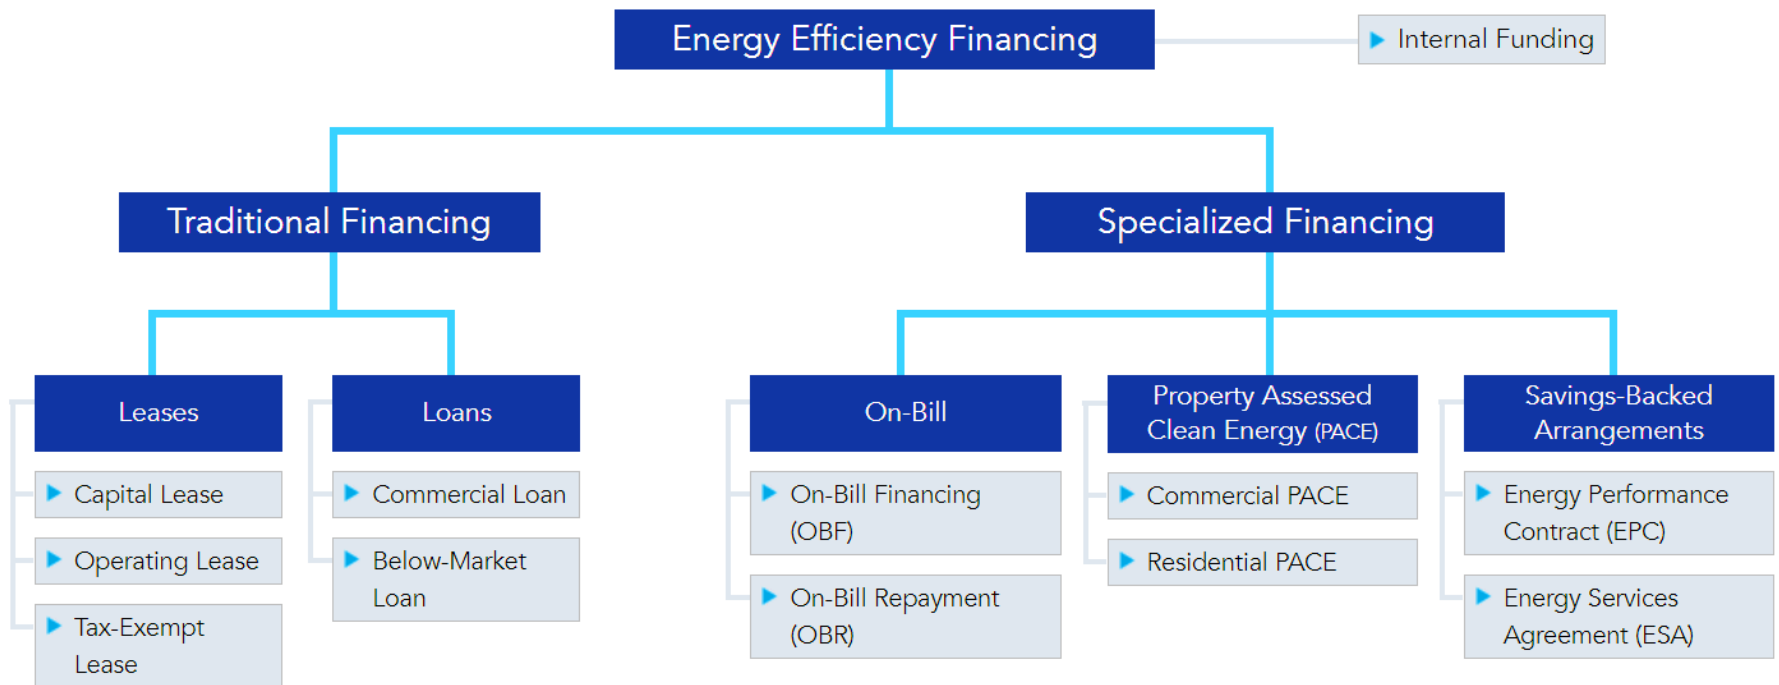 Energy Efficiency Financing
Internal Funding
Traditional Financing
Specialized Financing
Leases
Capital Lease
Operating Lease
Tax-Exempt
Lease
Loans
Commercial Loan
Below-Market
Loan
On-Bill
On-Bill Financing
(OBF)
On-Bill Repayment
(OBR)
Property Assessed
Clean Energy (PACE)
Commercial PACE
Residential PACE
Savings-Backed
Arrangements
Energy Performance
Contract (EPC)
Energy Services
Agreement (ESA)